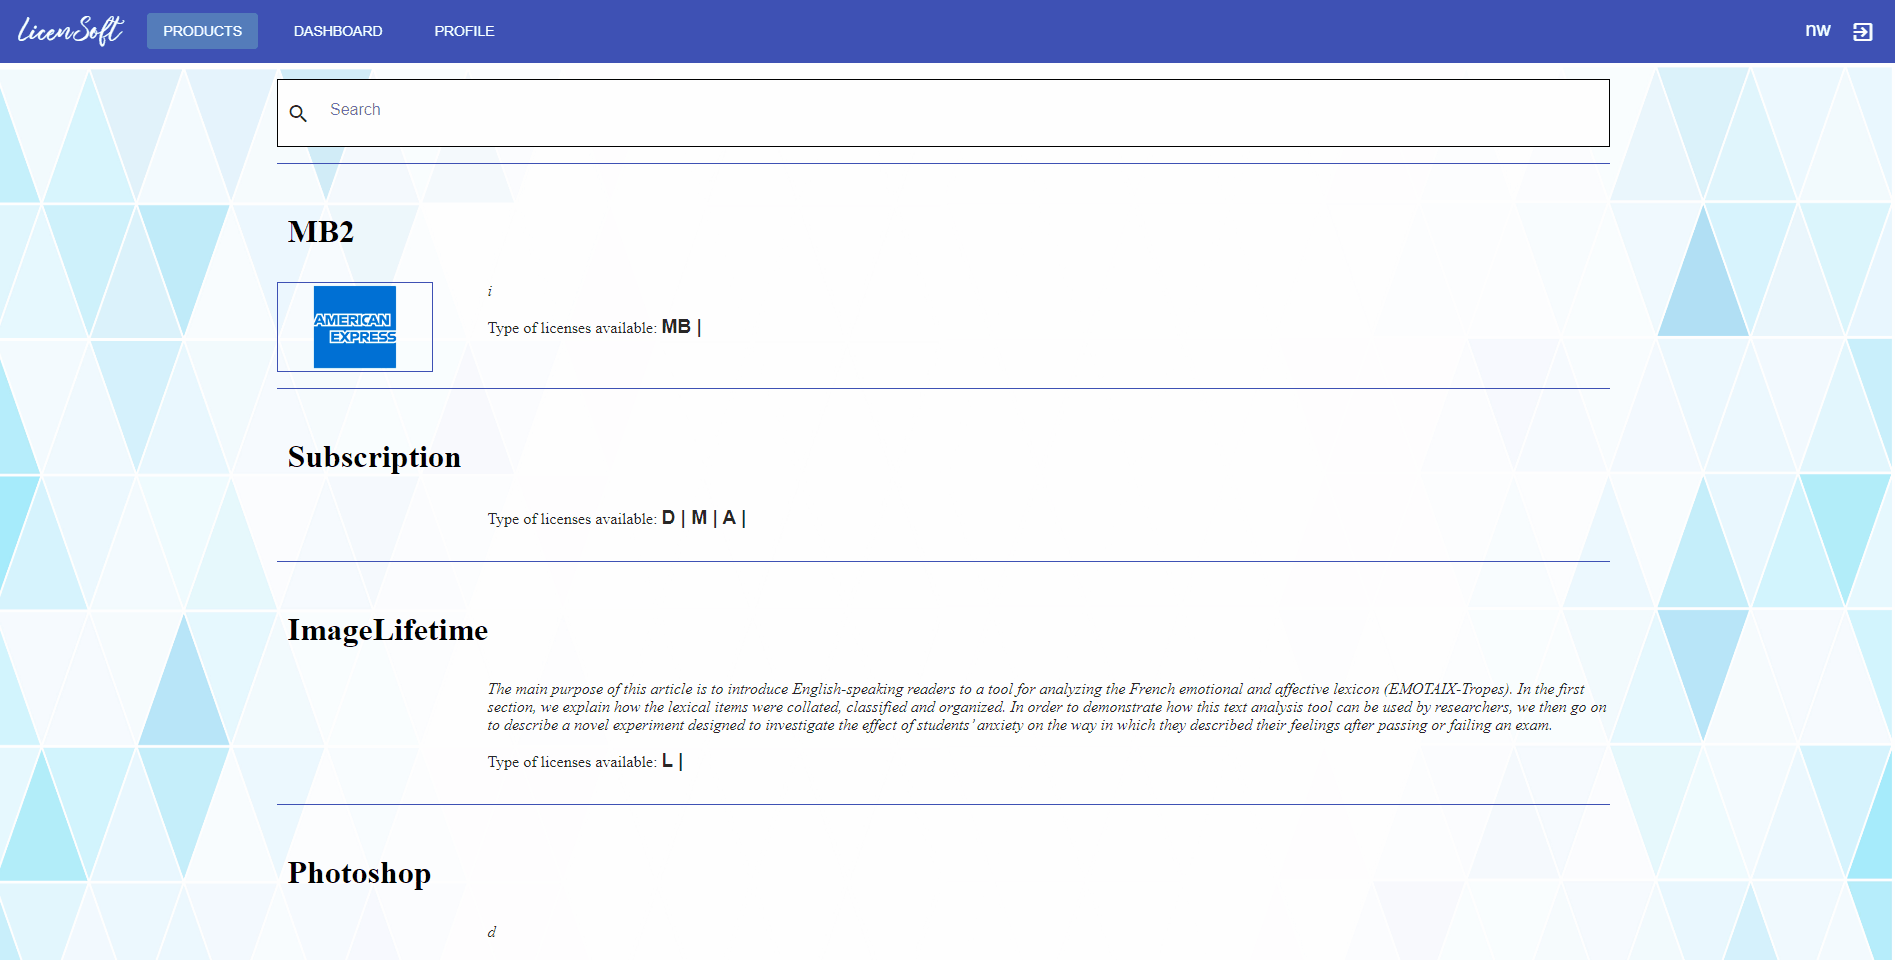 LicenSoft PRODUCTS DASHBOARD PROFILE nw
Search
MB2
AMERICAN
EXPRESS
i
Type of licenses available: MB |
Subscription
Type of licenses available: D | M | A |
ImageLifetime
The main purpose of this article is to introduce English-speaking readers to a tool for analyzing the French emotional and affective lexicon (EMOTAIX-Tropes). In the first
section, we explain how the lexical items were collated, classified and organized. In order to demonstrate how this text analysis tool can be used by researchers, we then go on
to describe a novel experiment designed to investigate the effect of students’ anxiety on the way in which they described their feelings after passing or failing an exam.
Type of licenses available: L |
Photoshop
d